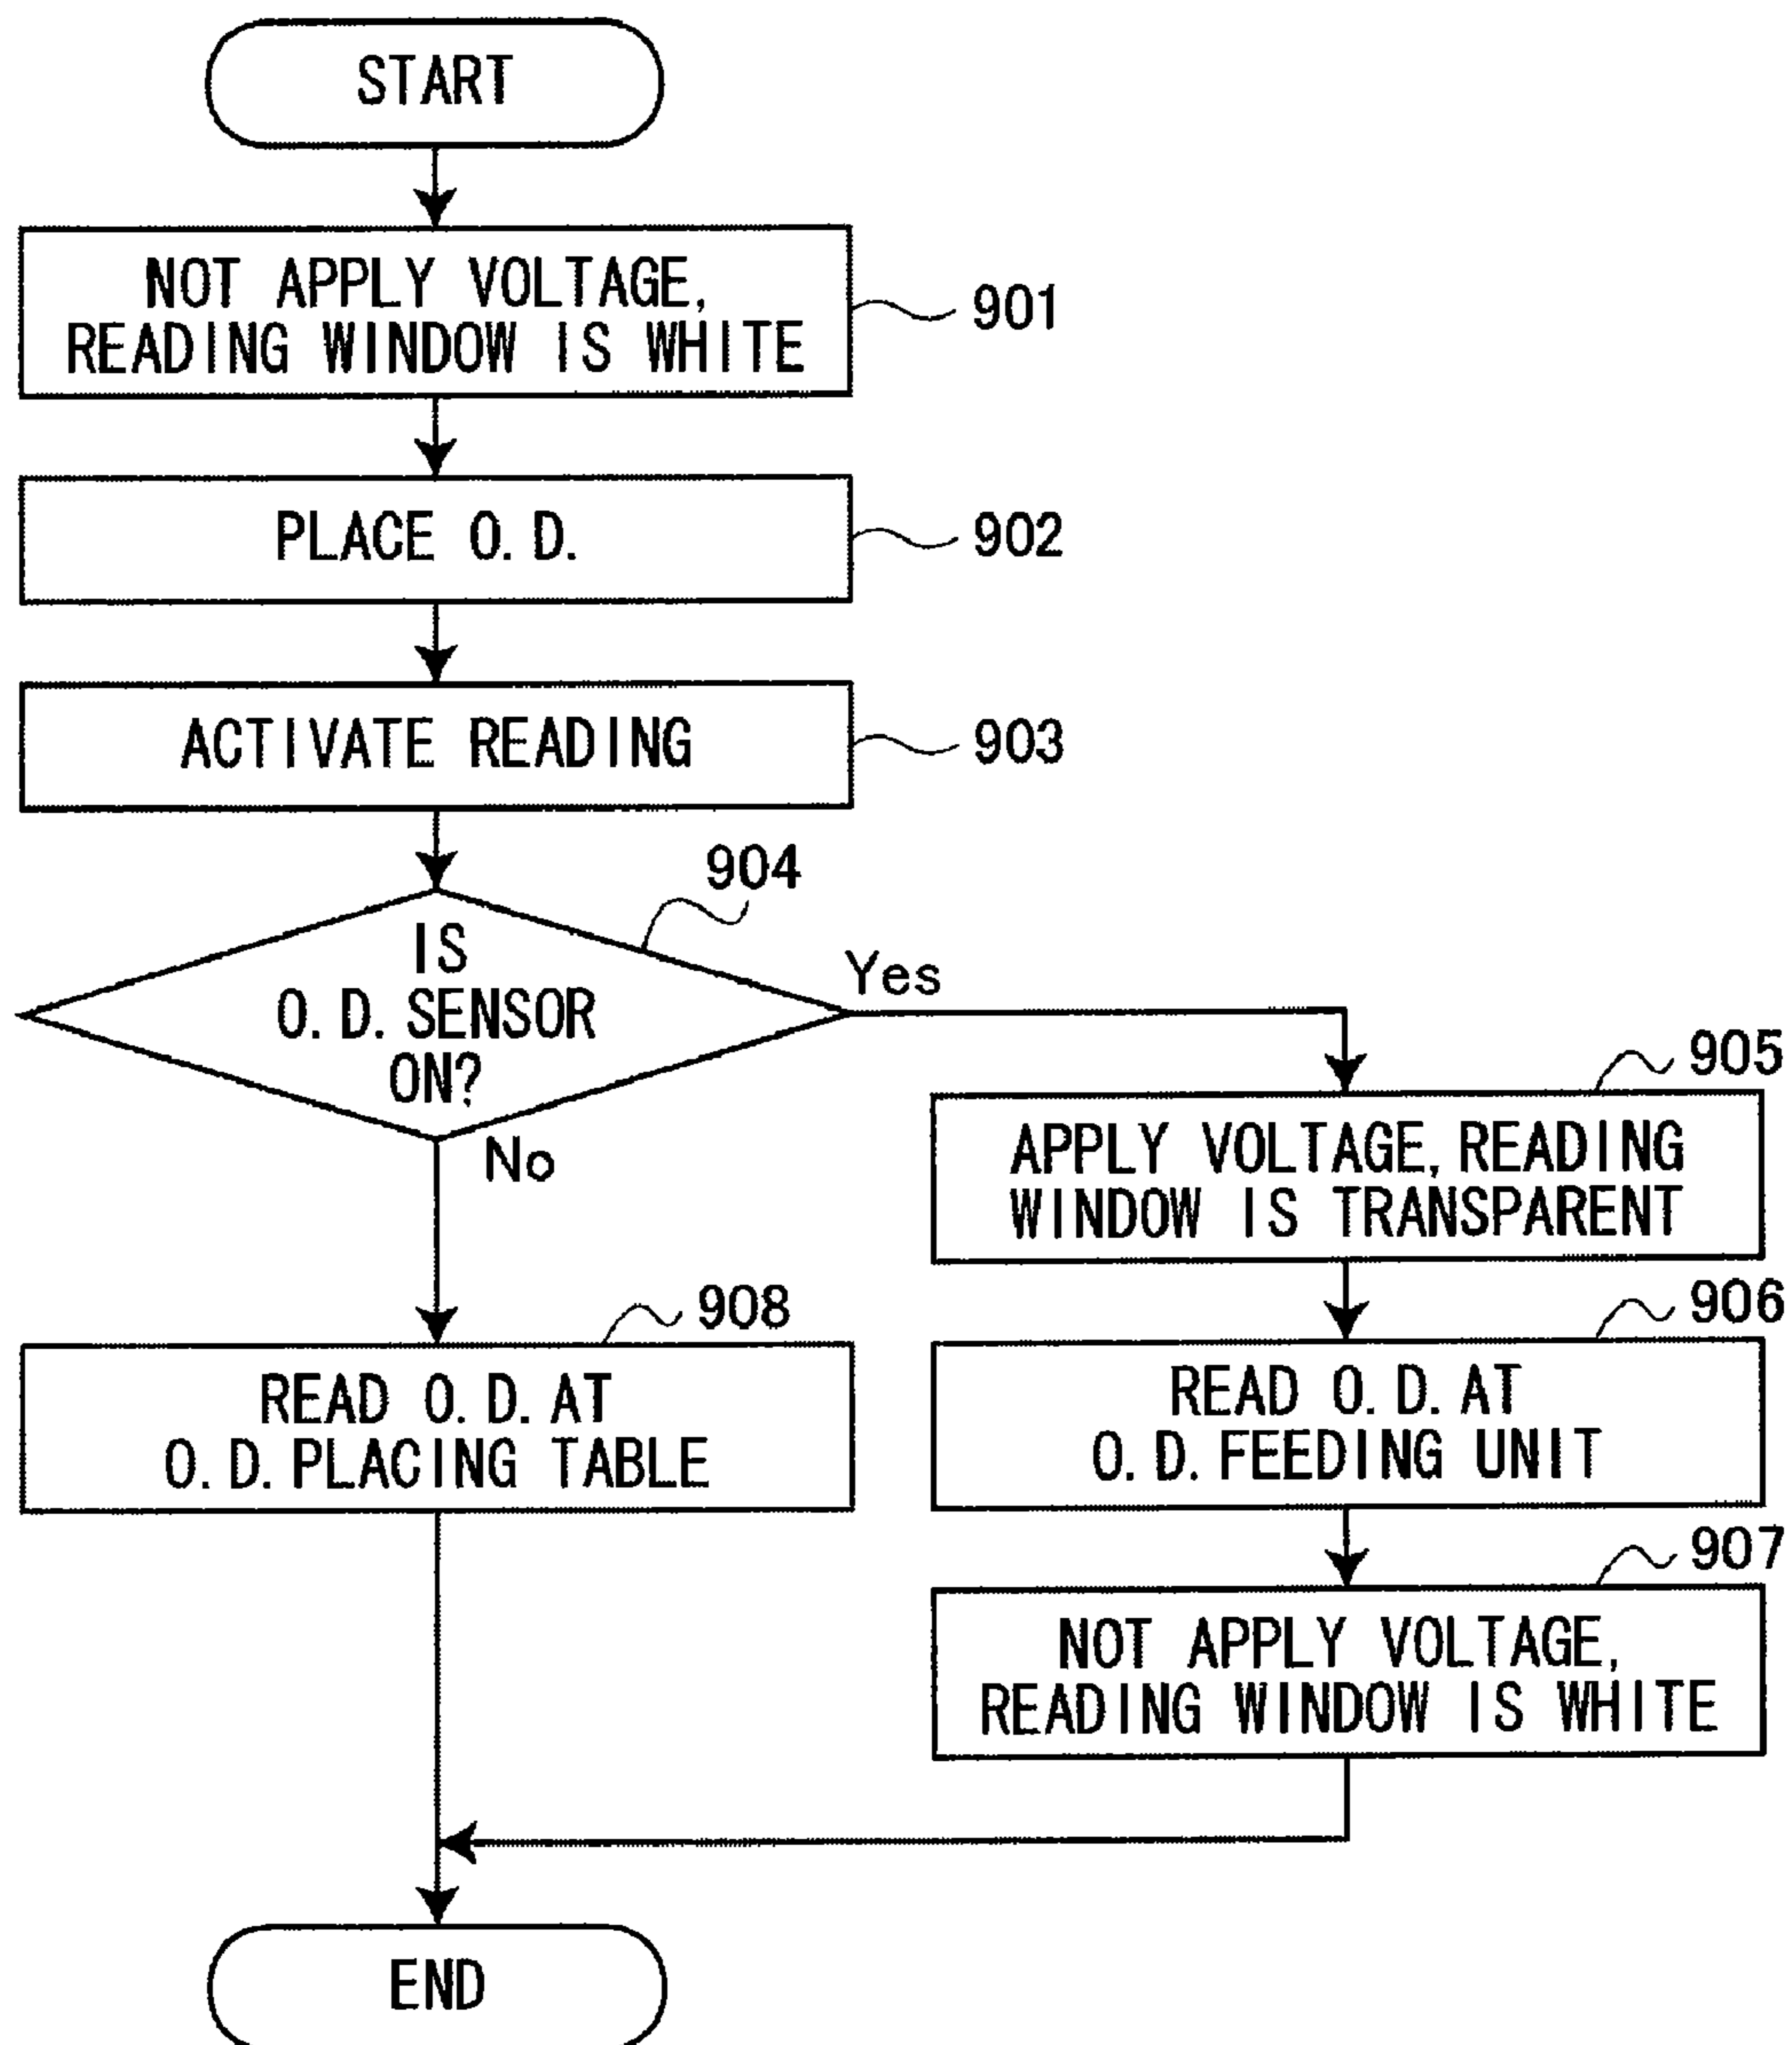 START
NOT APPLY VOLTAGE,
READING WINDOW IS WHITE
901
PLACE O.D.
902
ACTIVATE READING
903
904
IS
O.D.SENSOR
ON?
Yes
No
905
APPLY VOLTAGE,READING
WINDOW IS TRANSPARENT
906
READ O.D.AT
O.D.FEEDING UNIT
907
NOT APPLY VOLTAGE,
READING WINDOW IS WHITE
908
READ O.D.AT
O.D.PLACING TABLE
END